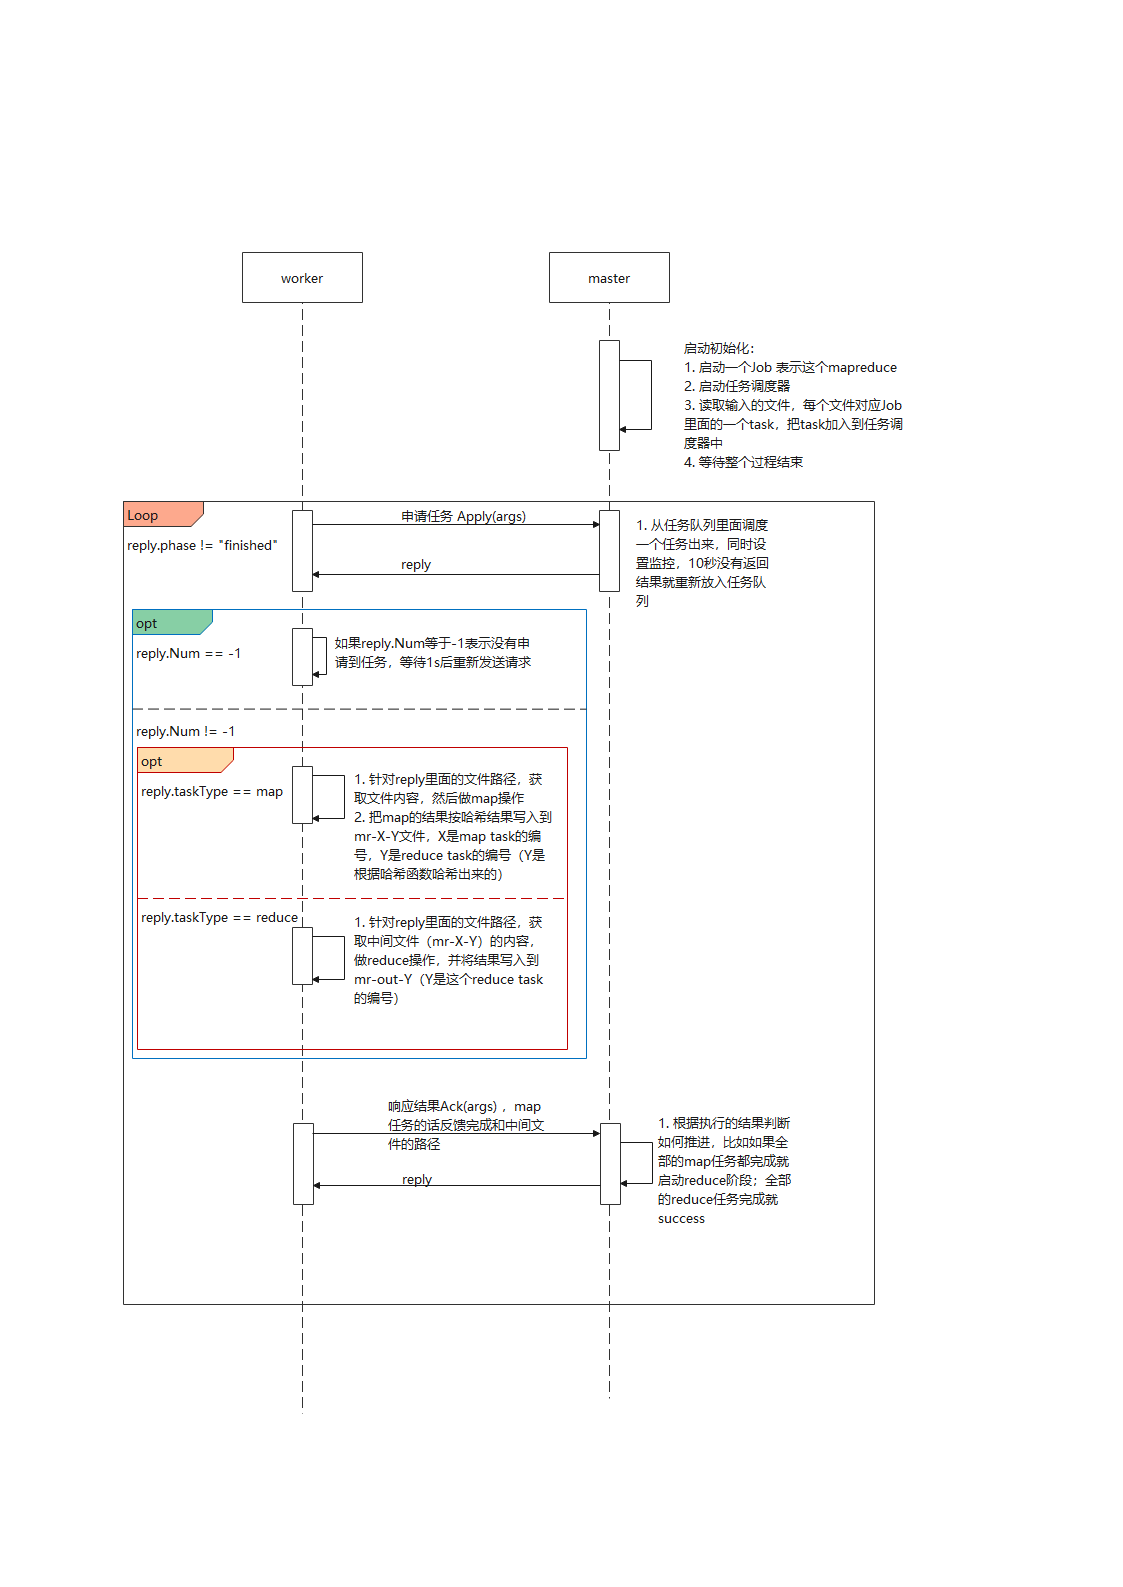 worker
master
启动初始化：
1. 启动一个Job 表示这个mapreduce
2. 启动任务调度器
3. 读取输入的文件，每个文件对应Job
里面的一个task，把task加入到任务调
度器中
4. 等待整个过程结束
Loop
reply.phase != "finished"
申请任务 Apply(args)
reply
1. 从任务队列里面调度
一个任务出来，同时设
置监控，10秒没有返回
结果就重新放入任务队
列
opt
reply.Num == -1
如果reply.Num等于-1表示没有申
请到任务，等待1s后重新发送请求
reply.Num != -1
opt
reply.taskType == map
1. 针对reply里面的文件路径，获
取文件内容，然后做map操作
2. 把map的结果按哈希结果写入到
mr-X-Y文件，X是map task的编
号，Y是reduce task的编号（Y是
根据哈希函数哈希出来的）
reply.taskType == reduce
1. 针对reply里面的文件路径，获
取中间文件（mr-X-Y）的内容，
做reduce操作，并将结果写入到
mr-out-Y（Y是这个reduce task
的编号）
响应结果Ack(args) ，map
任务的话反馈完成和中间文
件的路径
reply
1. 根据执行的结果判断
如何推进，比如如果全
部的map任务都完成就
启动reduce阶段；全部
的reduce任务完成就
success